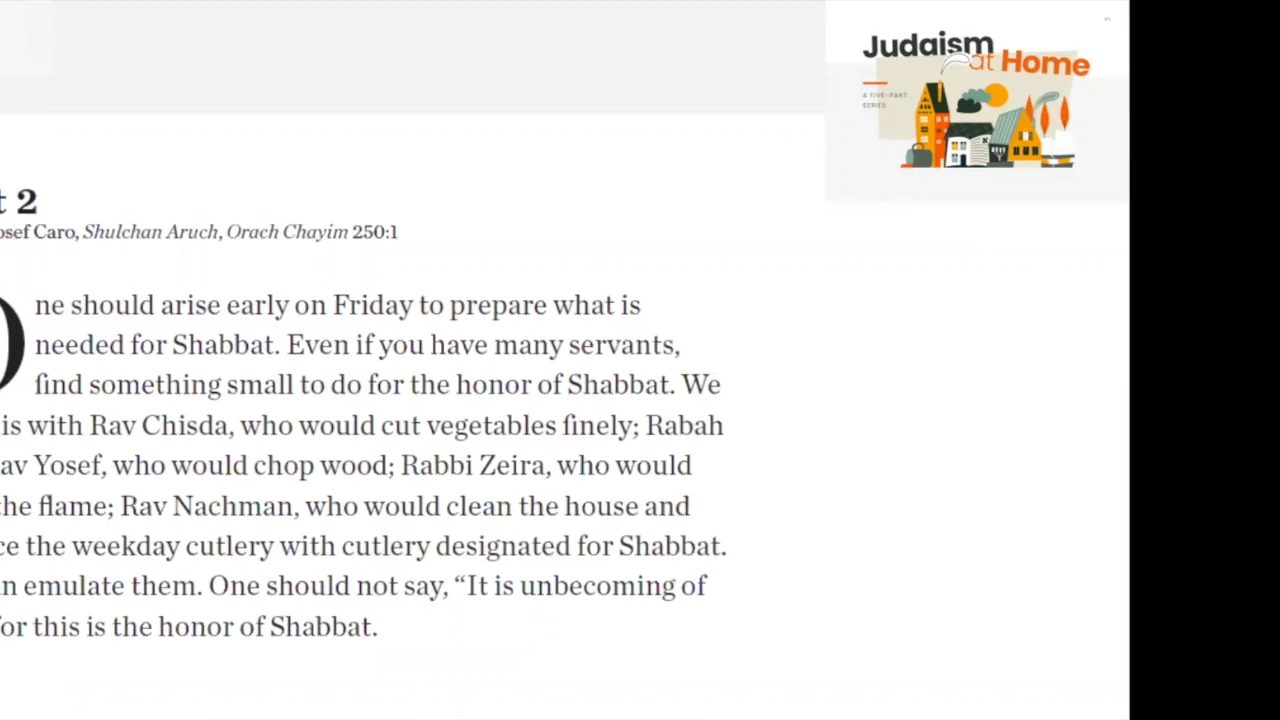 Judaism
at Home
A FIVE-PART
SERIES
t 2
osef Caro, Shulchan Aruch, Orach Chayim 250:1
One should arise early on Friday to prepare what is
needed for Shabbat. Even if you have many servants,
find something small to do for the honor of Shabbat. We
is with Rav Chisda, who would cut vegetables finely; Rabah
av Yosef, who would chop wood; Rabbi Zeira, who would
the flame; Rav Nachman, who would clean the house and
ce the weekday cutlery with cutlery designated for Shabbat.
n emulate them. One should not say, “It is unbecoming of
for this is the honor of Shabbat.